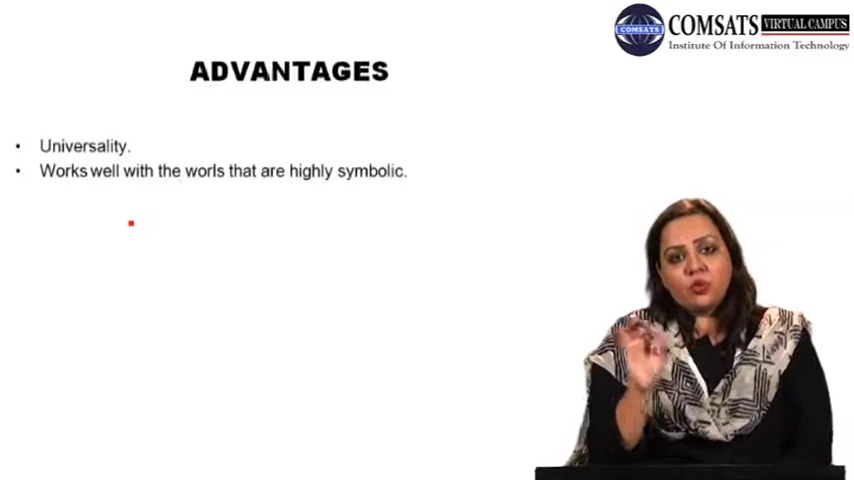 COMSATS VIRTUAL CAMPUS
COMSATS
Institute Of Information Technology
ADVANTAGES
• Universality.
• Works well with the worls that are highly symbolic.